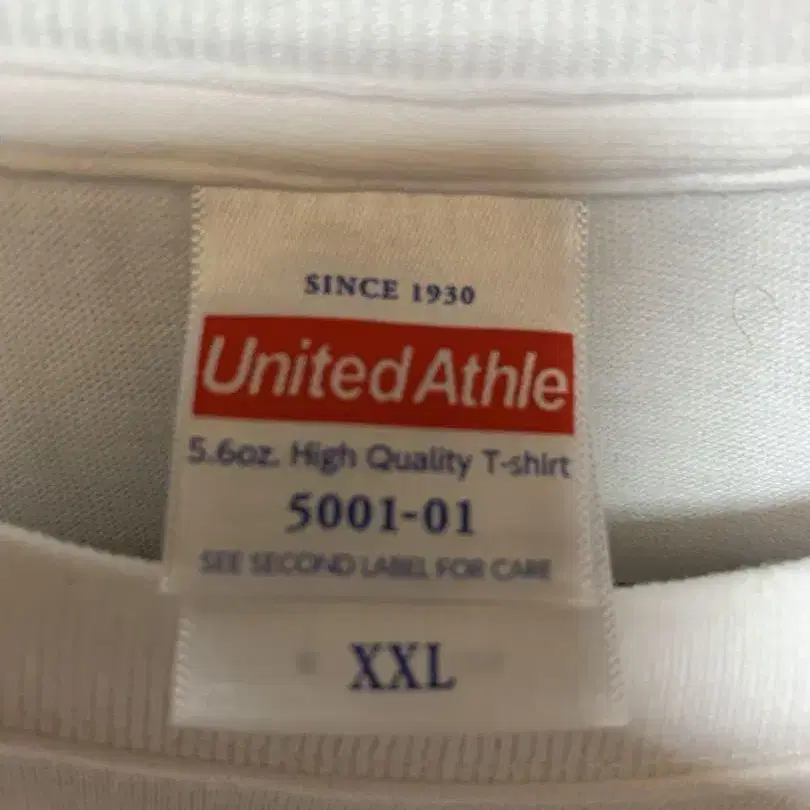 SINCE 1930
United Athle
5.6oz. High Quality T-shirt
5001-01
SEE SECOND LABEL FOR CARE
XXL